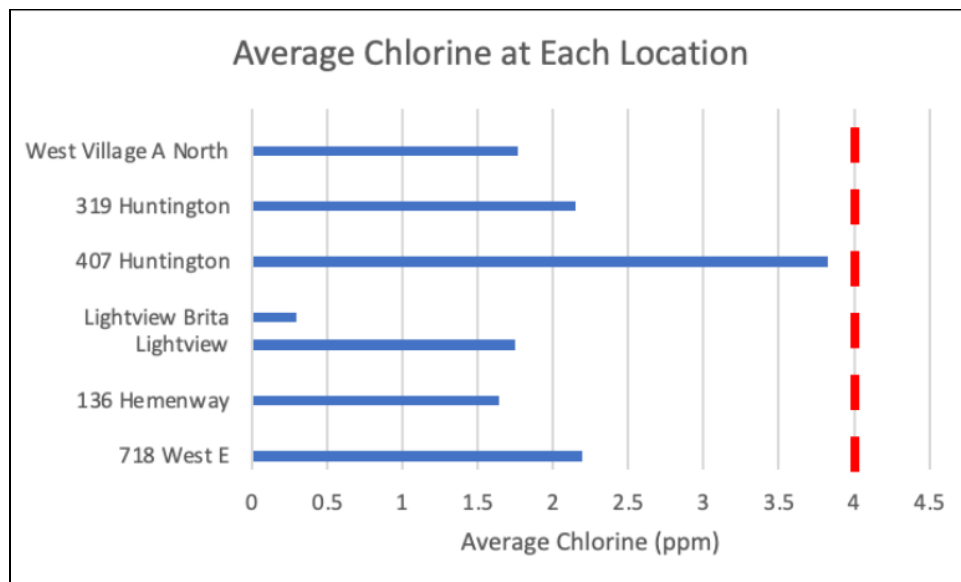 Average Chlorine at Each Location
West Village A North
319 Huntington
407 Huntington
Lightview Brita
Lightview
136 Hemenway
718 West E
0 0.5 1 1.5 2 2.5 3 3.5 4 4.5
Average Chlorine (ppm)